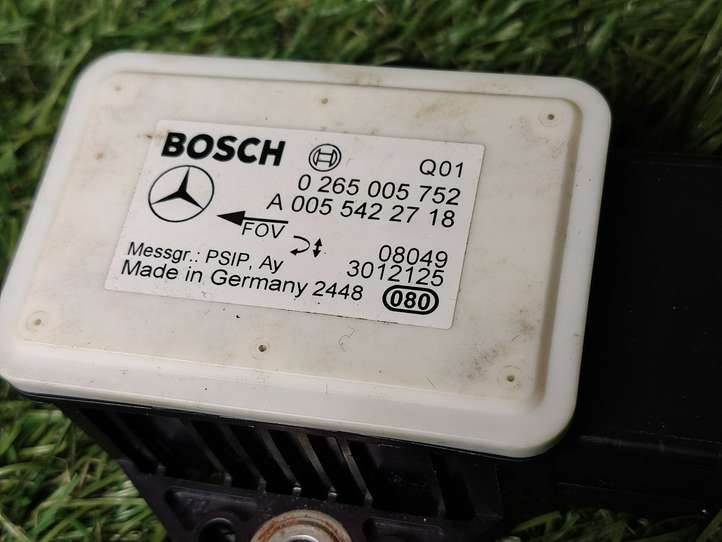 BOSCH Q01
0 265 005 752
A 005 542 27 18
FOV
08049
Messgr.: PSIP, Ay 3012125
Made in Germany 2448 080